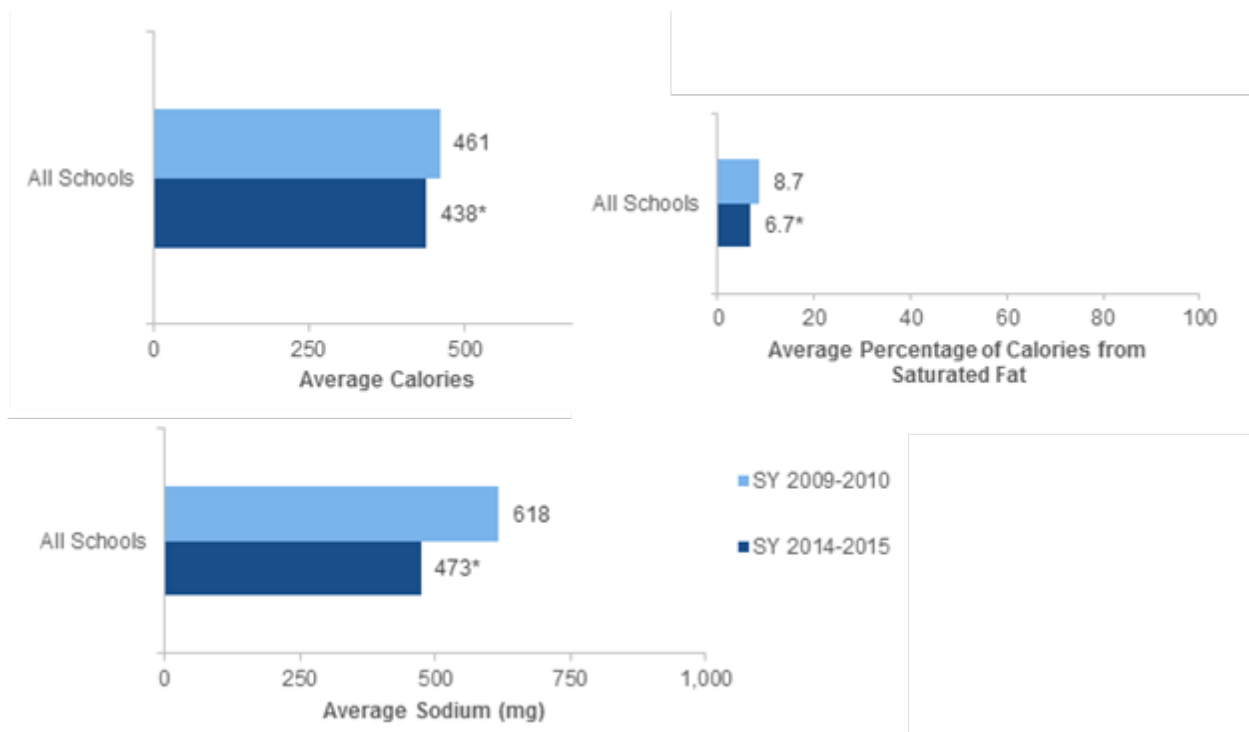 461
All Schools
438*
0 250 500
Average Calories
8.7
All Schools
6.7*
0 20 40 60 80 100
Average Percentage of Calories from
Saturated Fat
618
All Schools
473*
0 250 500 750 1,000
Average Sodium (mg)
SY 2009-2010
SY 2014-2015